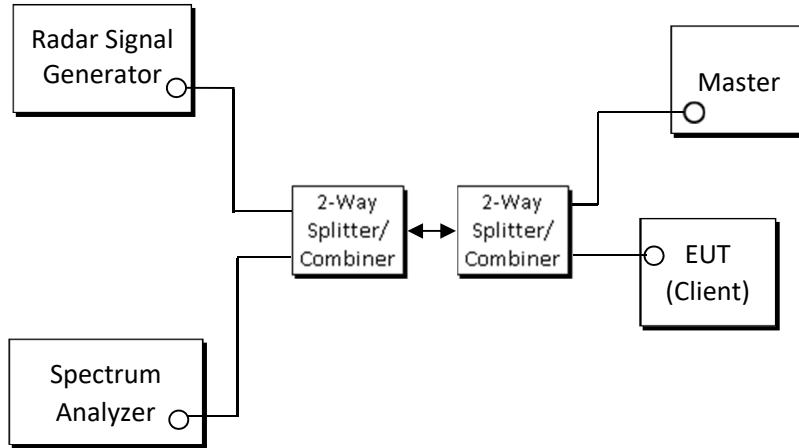 Radar Signal
Generator
Master
2-Way
Splitter/
Combiner
2-Way
Splitter/
Combiner
EUT
(Client)
Spectrum
Analyzer